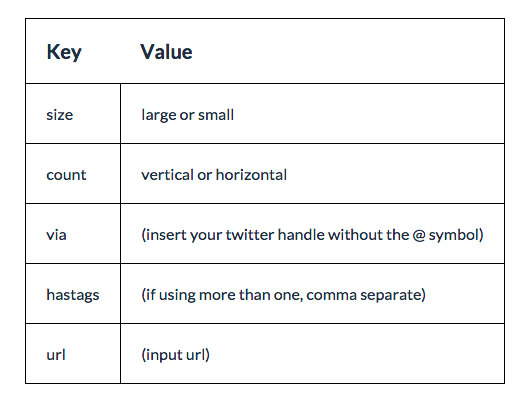 Key Value
size large or small
count vertical or horizontal
via (insert your twitter handle without the @ symbol)
hastags (if using more than one, comma separate)
url (input url)